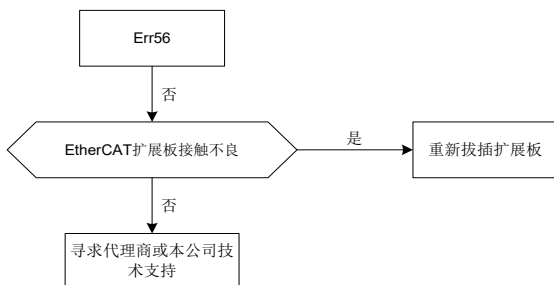 Err56
否
EtherCAT扩展板接触不良
是
重新拔插扩展板
否
寻求代理商或本公司技
术支持